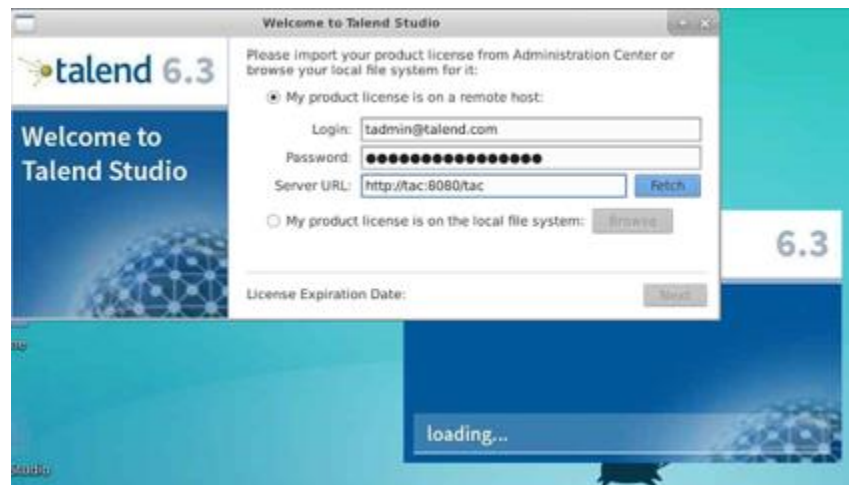 Welcome to Talend Studio
talend 6.3
Welcome to
Talend Studio
Please import your product license from Administration Center or
browse your local file system for it:
My product license is on a remote host:
Login: tadmin@talend.com
Password: ●●●●●●●●●●●●●●●●
Server URL: http://tac:8080/tac Fetch
My product license is on the local file system: Browse
License Expiration Date: Next
6.3
loading...
Studio